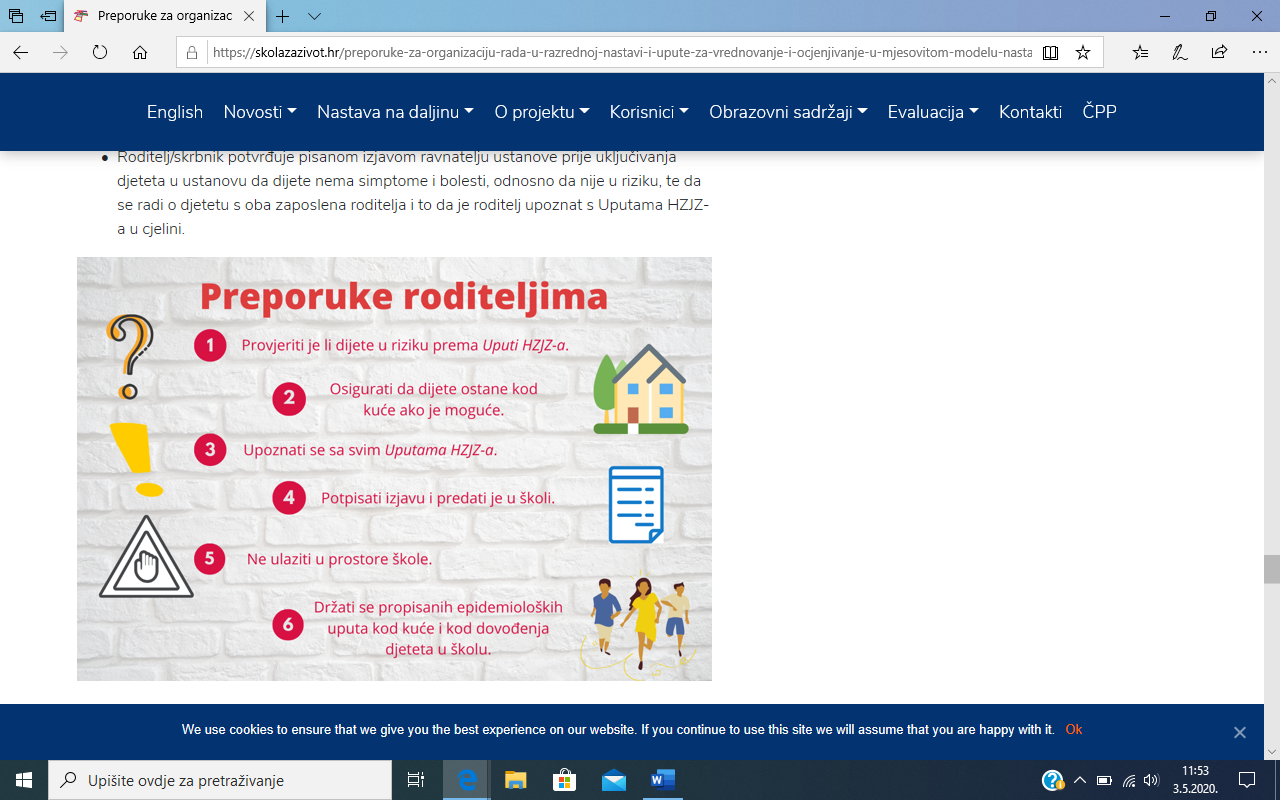 Preporuke za organizac
https://skolazazivot.hr/preporuke-za-organizaciju-rada-u-razrednoj-nastavi-i-upute-za-vrednovanje-i-ocjenjivanje-u-mjesovitom-modelu-nasta
English Novosti Nastava na daljinu O projektu Korisnici Obrazovni sadržaji Evaluacija Kontakti ČPP
Roditelj/skrbnik potvrđuje pisanom izjavom ravnatelju ustanove prije uključivanja
djeteta u ustanovu da dijete nema simptome i bolesti, odnosno da nije u riziku, te da
se radi o djetetu s oba zaposlena roditelja i to da je roditelj upoznat s Uputama HZJZ-
a u cjelini.
Preporuke roditeljima
1 Provjeriti je li dijete u riziku prema Uputi HZJZ-a.
2 Osigurati da dijete ostane kod
kuće ako je moguće.
3 Upoznati se sa svim Uputama HZJZ-a.
4 Potpisati izjavu i predati je u školi.
5 Ne ulaziti u prostore škole.
6 Držati se propisanih epidemioloških
uputa kod kuće i kod dovođenja
djeteta u školu.
We use cookies to ensure that we give you the best experience on our website. If you continue to use this site we will assume that you are happy with it. Ok
Upišite ovdje za pretraživanje
11:53
3.5.2020.